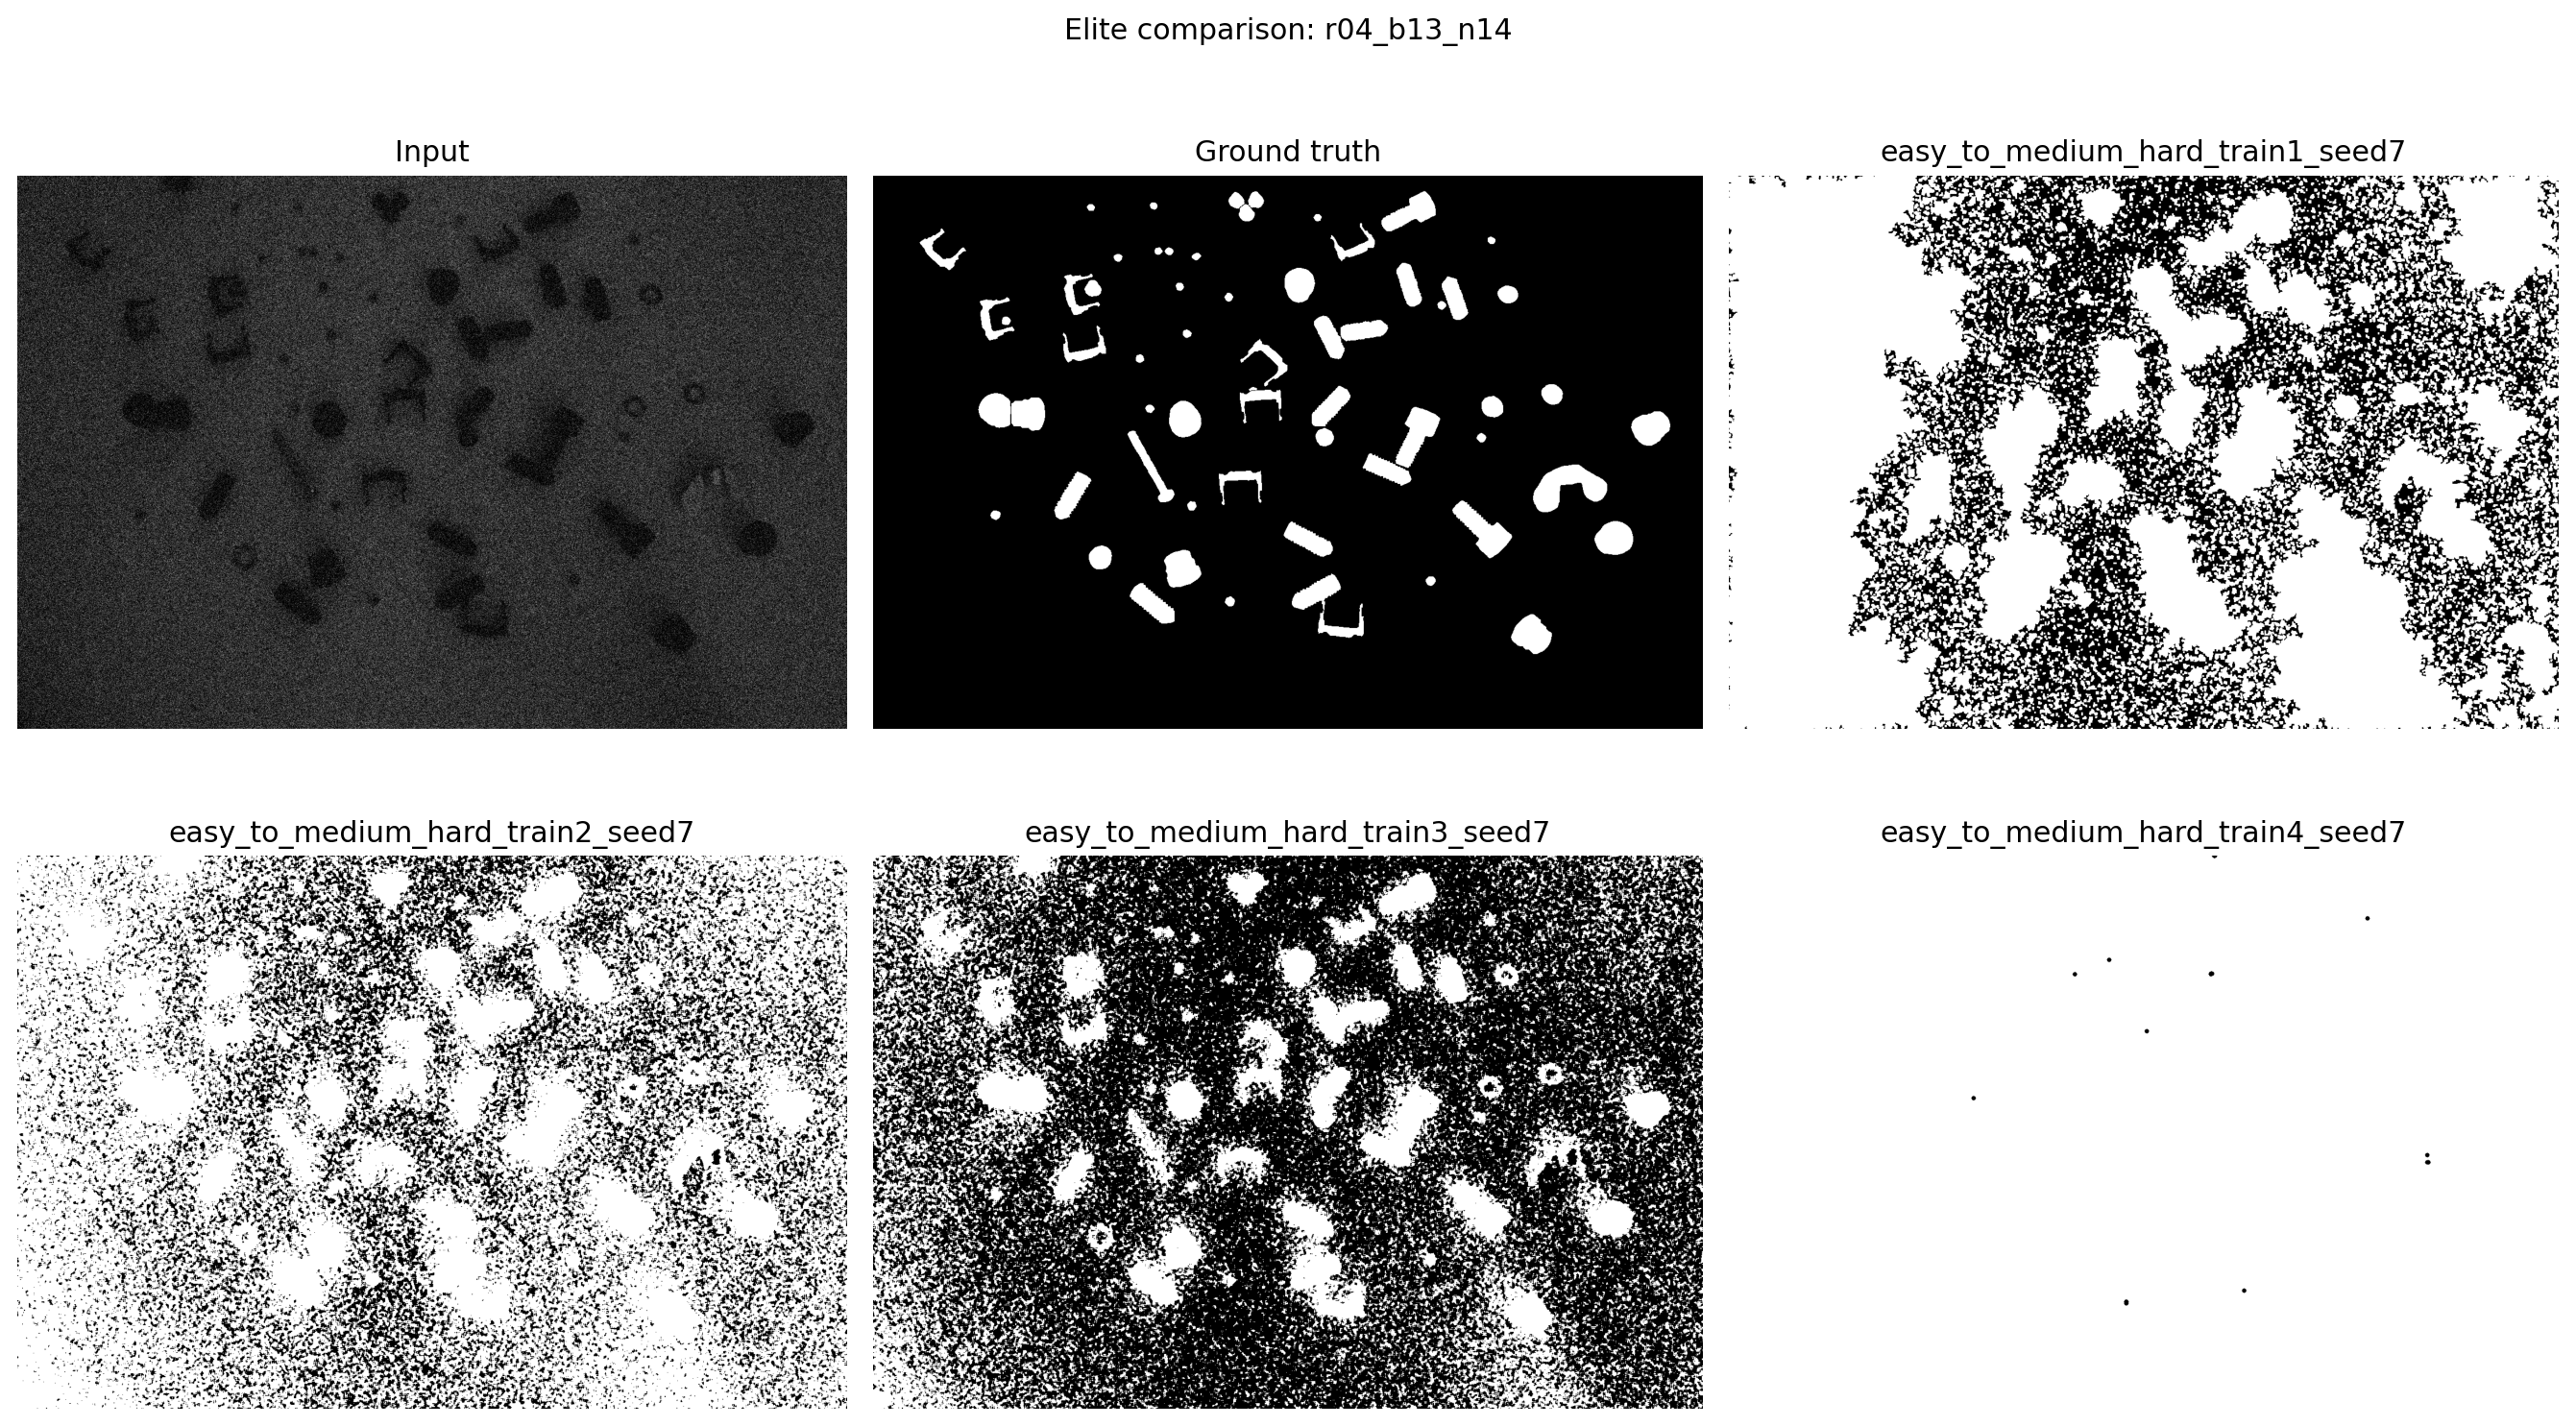 Elite comparison: r04_b13_n14
Input
Ground truth
easy_to_medium_hard_train1_seed7
easy_to_medium_hard_train2_seed7
easy_to_medium_hard_train3_seed7
easy_to_medium_hard_train4_seed7